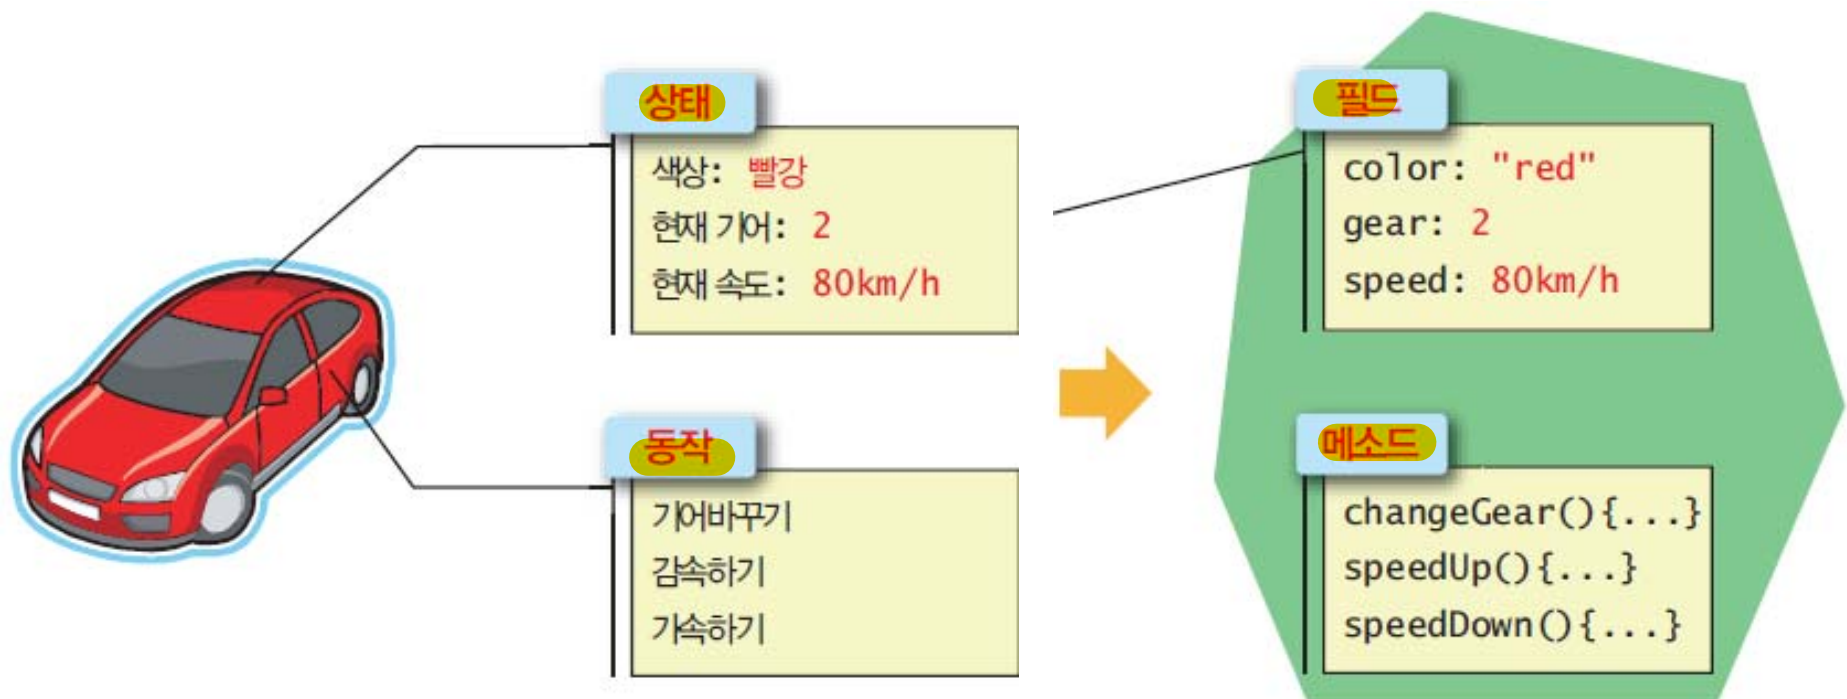 상태
색상: 빨강
현재 기어: 2
현재 속도: 80km/h
동작
기어바꾸기
감속하기
가속하기
필드
color: "red"
gear: 2
speed: 80km/h
메소드
changeGear(){...}
speedUp(){...}
speedDown(){...}